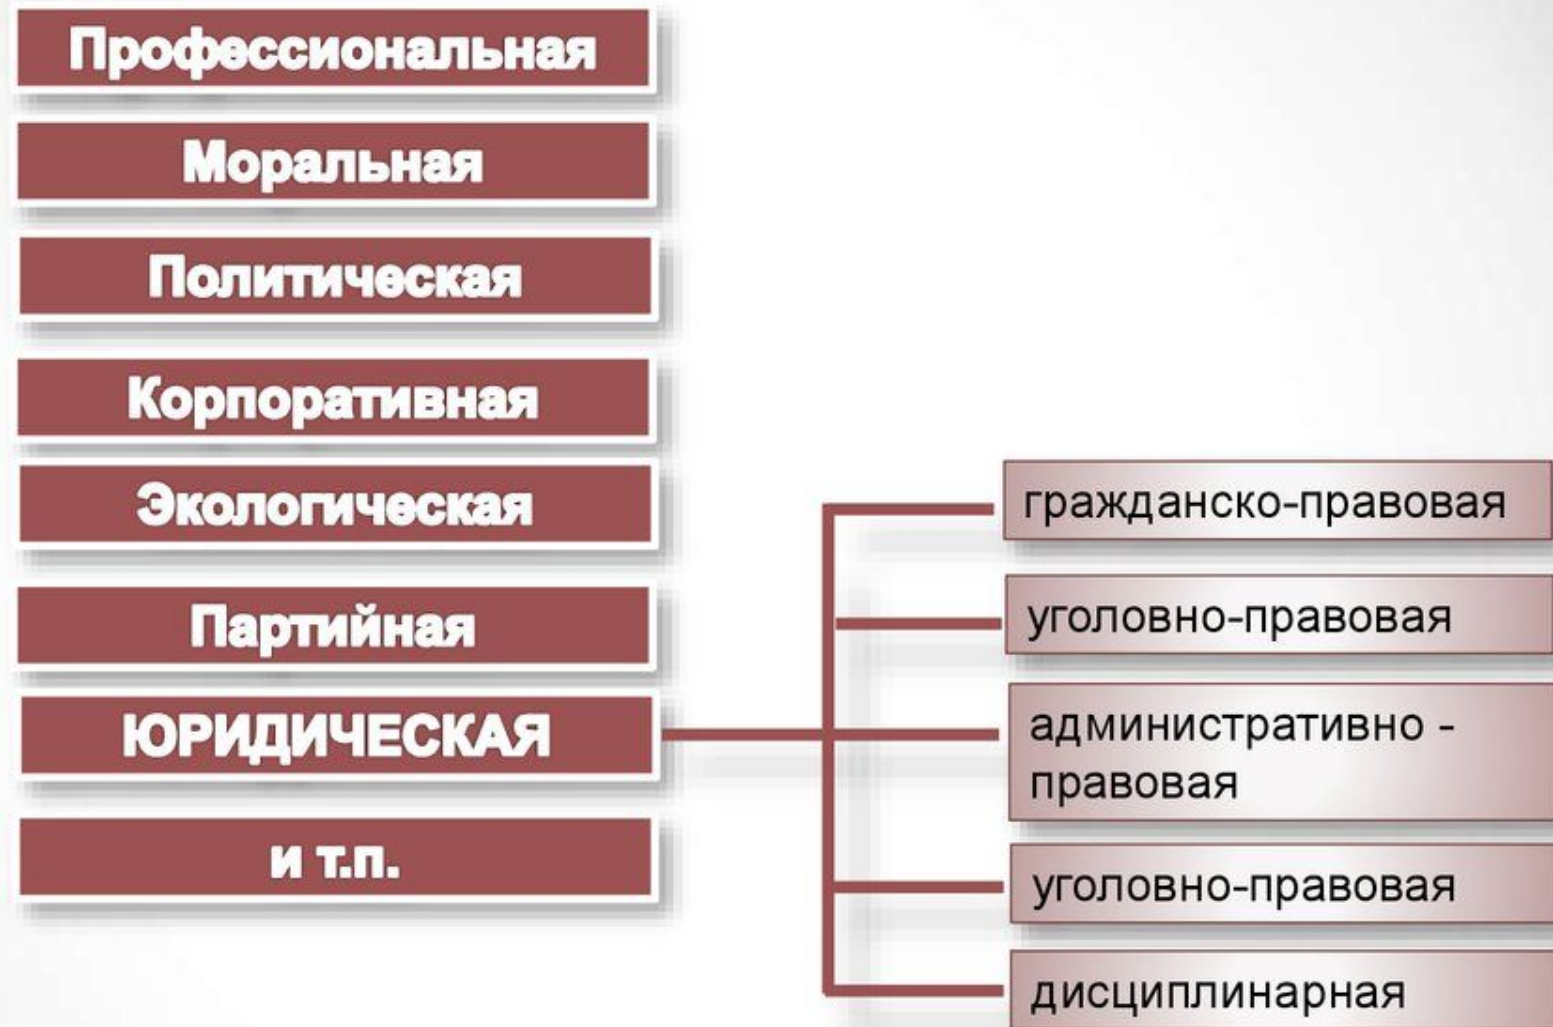 Профессиональная
Моральная
Политическая
Корпоративная
Экологическая
Партийная
ЮРИДИЧЕСКАЯ
и т.п.
гражданско-правовая
уголовно-правовая
административно -
правовая
уголовно-правовая
дисциплинарная